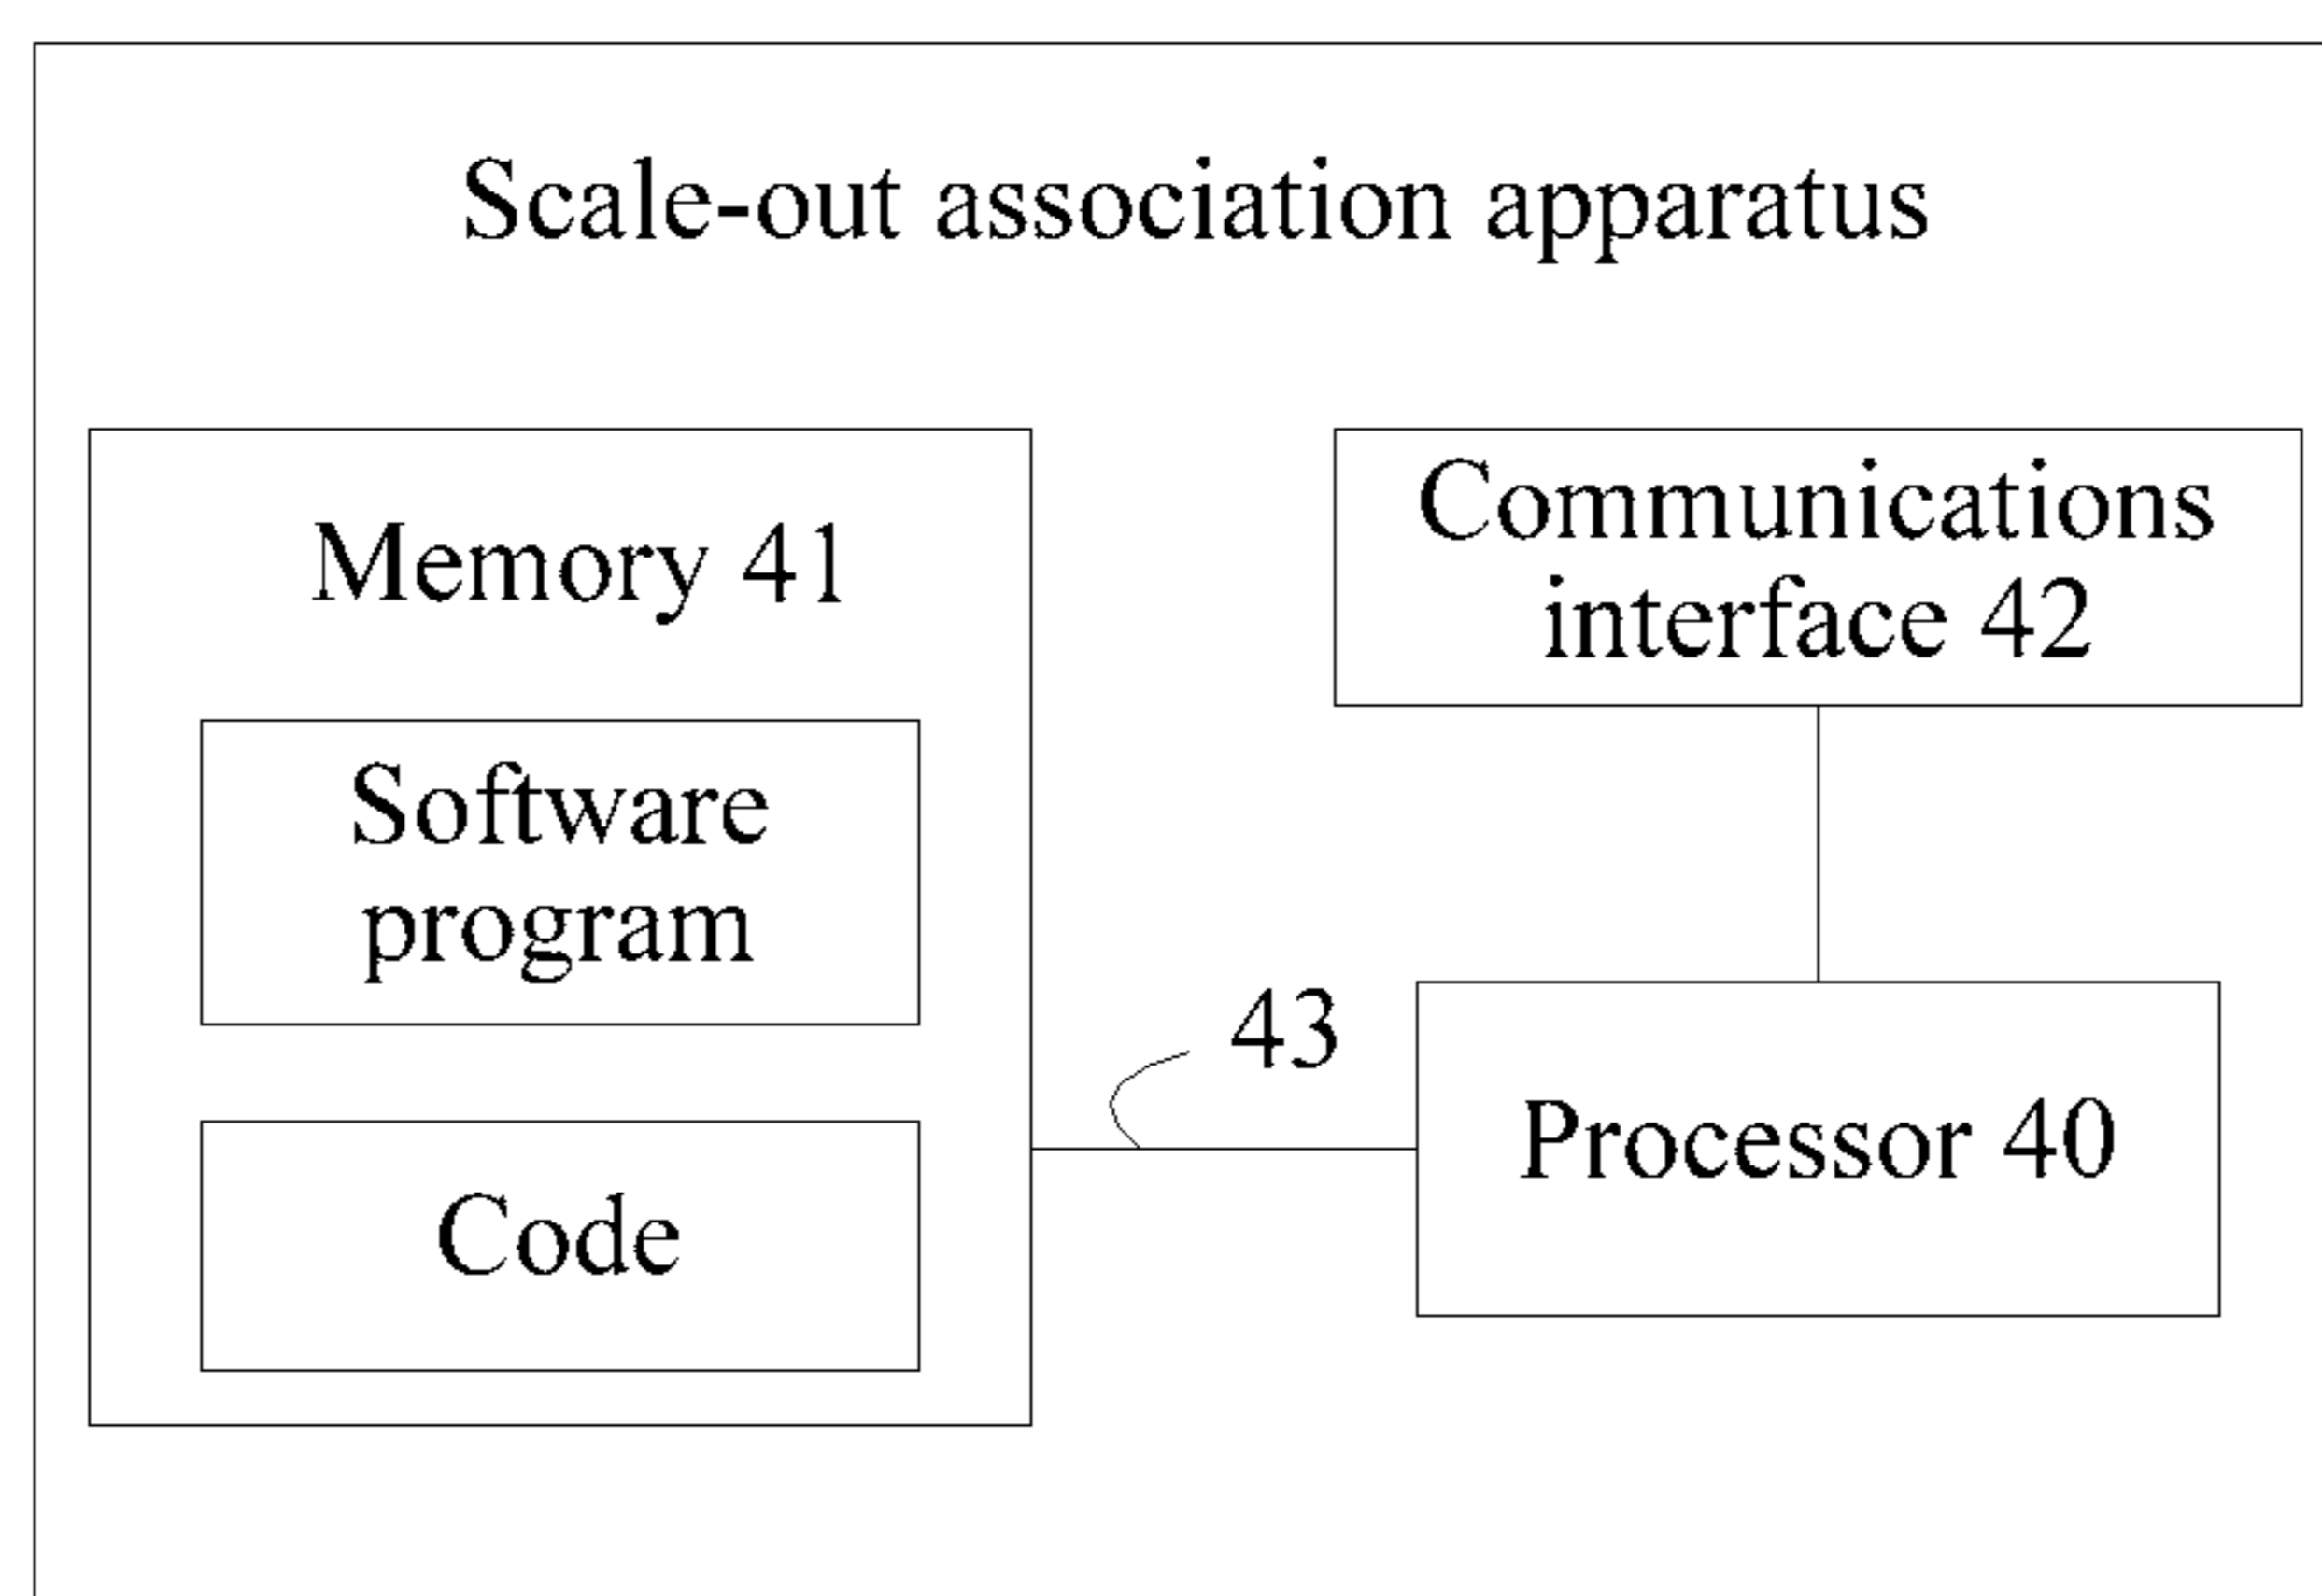 Scale-out association apparatus
Memory 41
Software
program
Code
Communications
interface 42
43
Processor 40